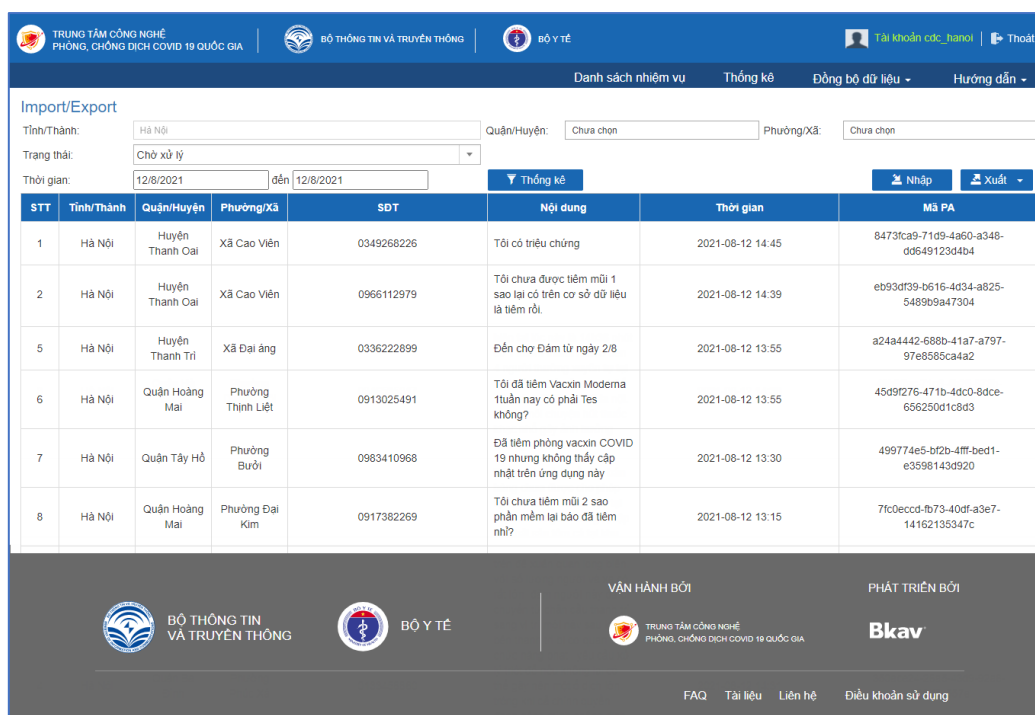 TRUNG TÂM CÔNG NGHỆ
PHÒNG, CHỐNG DỊCH COVID 19 QUỐC GIA
BỘ THÔNG TIN VÀ TRUYỀN THÔNG
BỘ Y TẾ
Tài khoản cdc_hanoi
Thoát
Danh sách nhiệm vụ
Thống kê
Đồng bộ dữ liệu
Hướng dẫn
Import/Export
Tỉnh/Thành: Hà Nội Quận/Huyện: Chưa chọn Phường/Xã: Chưa chọn
Trạng thái: Chờ xử lý
Thời gian: 12/8/2021 đến 12/8/2021 Thống kê Nhập Xuất
STT Tỉnh/Thành Quận/Huyện Phường/Xã SĐT Nội dung Thời gian Mã PA
1 Hà Nội Huyện Thanh Oai Xã Cao Viên 0349268226 Tôi có triệu chứng 2021-08-12 14:45 8473fca9-71d9-4a60-a348-
dd649123d4b4
2 Hà Nội Huyện Thanh Oai Xã Cao Viên 0966112979 Tôi chưa được tiêm mũi 1
sao lại có trên cơ sở dữ liệu
là tiêm rồi. 2021-08-12 14:39 eb93df39-b616-4d34-a825-
5489b9a47304
5 Hà Nội Huyện Thanh Trì Xã Đại áng 0336222899 Đến chợ Đám từ ngày 2/8 2021-08-12 13:55 a24a4442-688b-41a7-a797-
97e8585ca4a2
6 Hà Nội Quận Hoàng Mai Phường Thịnh Liệt 0913025491 Tôi đã tiêm Vacxin Moderna
1tuần nay có phải Tes
không? 2021-08-12 13:55 45d9f276-471b-4dc0-8dce-
656250d1c8d3
7 Hà Nội Quận Tây Hồ Phường Bưởi 0983410968 Đã tiêm phòng vacxin COVID
19 nhưng không thấy cập
nhật trên ứng dụng này 2021-08-12 13:30 499774e5-bf2b-4fff-bed1-
e3598143d920
8 Hà Nội Quận Hoàng Mai Phường Đại Kim 0917382269 Tôi chưa tiêm mũi 2 sao
phần mềm lại báo đã tiêm
nhỉ? 2021-08-12 13:15 7fc0eccd-fb73-40df-a3e7-
14162135347c
BỘ THÔNG TIN
VÀ TRUYỀN THÔNG
BỘ Y TẾ
VẬN HÀNH BỞI
TRUNG TÂM CÔNG NGHỆ
PHÒNG, CHỐNG DỊCH COVID 19 QUỐC GIA
PHÁT TRIỂN BỞI
Bkav
FAQ Tài liệu Liên hệ Điều khoản sử dụng